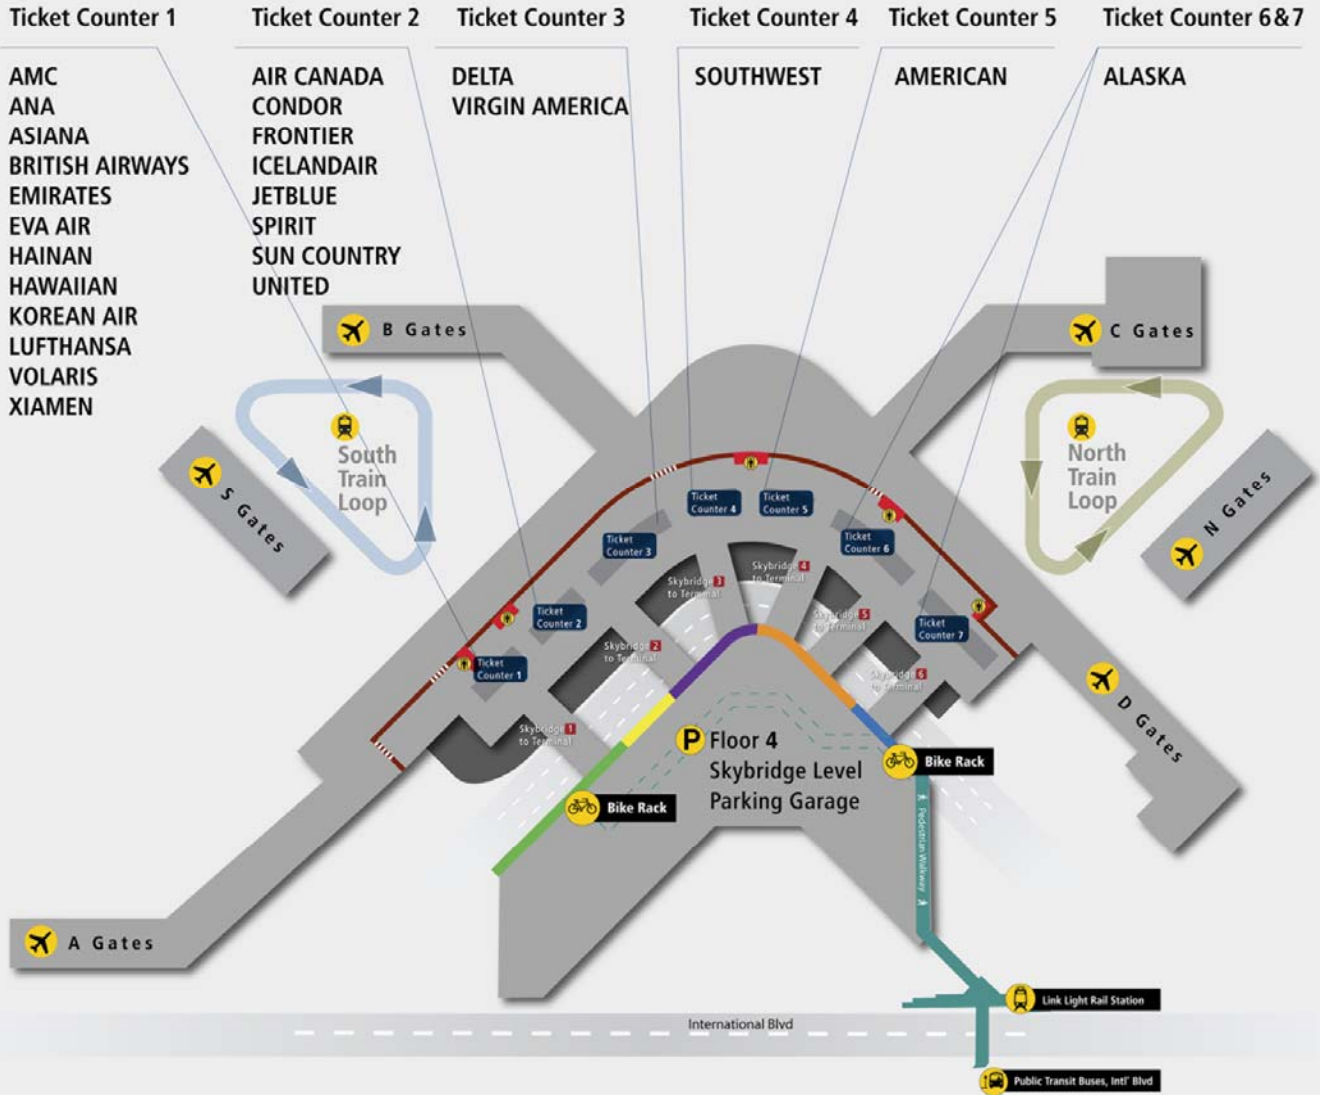 Ticket Counter 1
AMC
ANA
ASIANA
BRITISH AIRWAYS
EMIRATES
EVA AIR
HAINAN
HAWAIIAN
KOREAN AIR
LUFTHANSA
VOLARIS
XIAMEN
Ticket Counter 2
AIR CANADA
CONDOR
FRONTIER
ICELANDAIR
JETBLUE
SPIRIT
SUN COUNTRY
UNITED
Ticket Counter 3
DELTA
VIRGIN AMERICA
Ticket Counter 4
SOUTHWEST
Ticket Counter 5
AMERICAN
Ticket Counter 6&7
ALASKA
B Gates
C Gates
South
Train
Loop
North
Train
Loop
S Gates
N Gates
Ticket
Counter 4
Ticket
Counter 5
Ticket
Counter 3
Ticket
Counter 6
Ticket
Counter 2
Ticket
Counter 7
Ticket
Counter 1
Skybridge 3
to Terminal
Skybridge 4
to Terminal
Skybridge 5
to Terminal
Skybridge 2
to Terminal
Skybridge 6
to Terminal
Skybridge 1
to Terminal
D Gates
P
Floor 4
Skybridge Level
Parking Garage
Bike Rack
Bike Rack
Pedestrian Walkway
A Gates
Link Light Rail Station
International Blvd
Public Transit Buses, Intl' Blvd